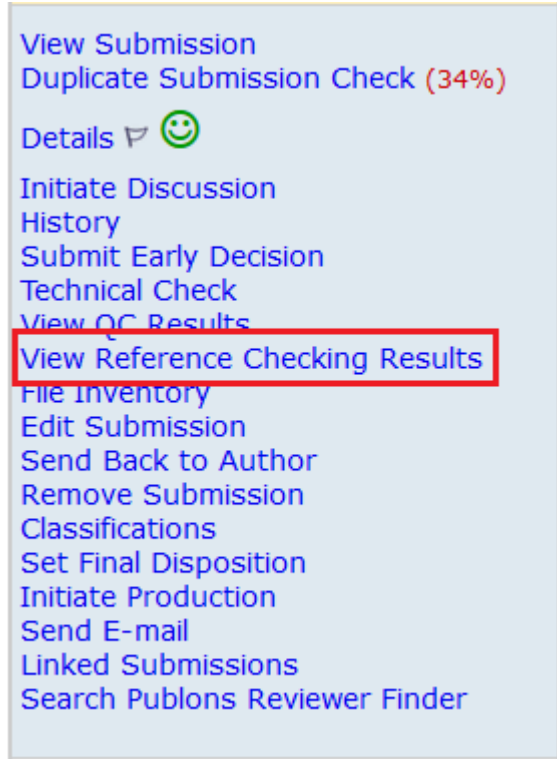 View Submission
Duplicate Submission Check (34%)
Details
Initiate Discussion
History
Submit Early Decision
Technical Check
View QC Results
View Reference Checking Results
File Inventory
Edit Submission
Send Back to Author
Remove Submission
Classifications
Set Final Disposition
Initiate Production
Send E-mail
Linked Submissions
Search Publons Reviewer Finder